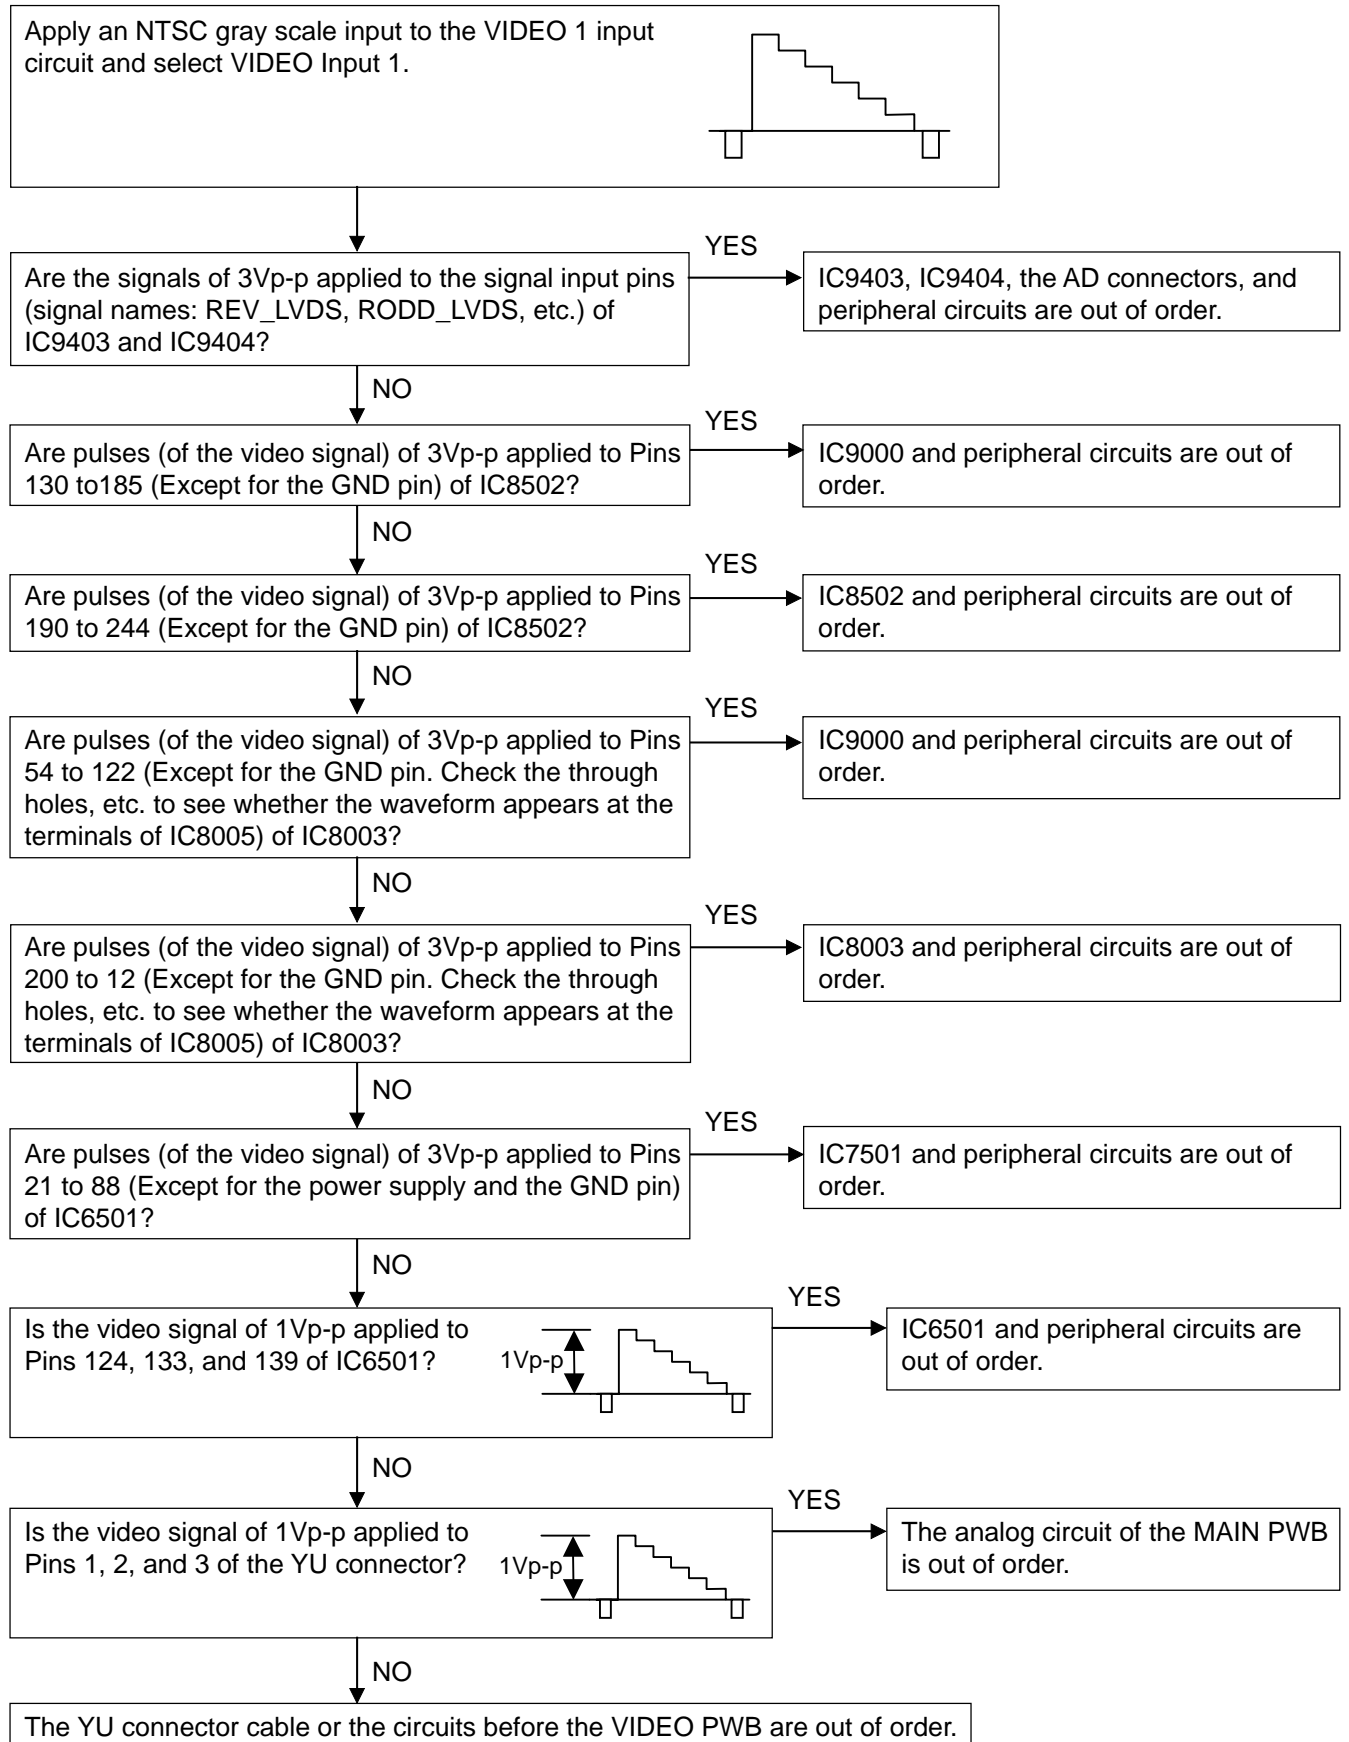 Apply an NTSC gray scale input to the VIDEO 1 input
circuit and select VIDEO Input 1.
Are the signals of 3Vp-p applied to the signal input pins
(signal names: REV_LVDS, RODD_LVDS, etc.) of
IC9403 and IC9404?
YES
IC9403, IC9404, the AD connectors, and
peripheral circuits are out of order.
NO
Are pulses (of the video signal) of 3Vp-p applied to Pins
130 to185 (Except for the GND pin) of IC8502?
YES
IC9000 and peripheral circuits are out of
order.
NO
Are pulses (of the video signal) of 3Vp-p applied to Pins
190 to 244 (Except for the GND pin) of IC8502?
YES
IC8502 and peripheral circuits are out of
order.
NO
Are pulses (of the video signal) of 3Vp-p applied to Pins
54 to 122 (Except for the GND pin. Check the through
holes, etc. to see whether the waveform appears at the
terminals of IC8005) of IC8003?
YES
IC9000 and peripheral circuits are out of
order.
NO
Are pulses (of the video signal) of 3Vp-p applied to Pins
200 to 12 (Except for the GND pin. Check the through
holes, etc. to see whether the waveform appears at the
terminals of IC8005) of IC8003?
YES
IC8003 and peripheral circuits are out of
order.
NO
Are pulses (of the video signal) of 3Vp-p applied to Pins
21 to 88 (Except for the power supply and the GND pin)
of IC6501?
YES
IC7501 and peripheral circuits are out of
order.
NO
Is the video signal of 1Vp-p applied to
Pins 124, 133, and 139 of IC6501?
1Vp-p
YES
IC6501 and peripheral circuits are
out of order.
NO
Is the video signal of 1Vp-p applied to
Pins 1, 2, and 3 of the YU connector?
1Vp-p
YES
The analog circuit of the MAIN PWB
is out of order.
NO
The YU connector cable or the circuits before the VIDEO PWB are out of order.